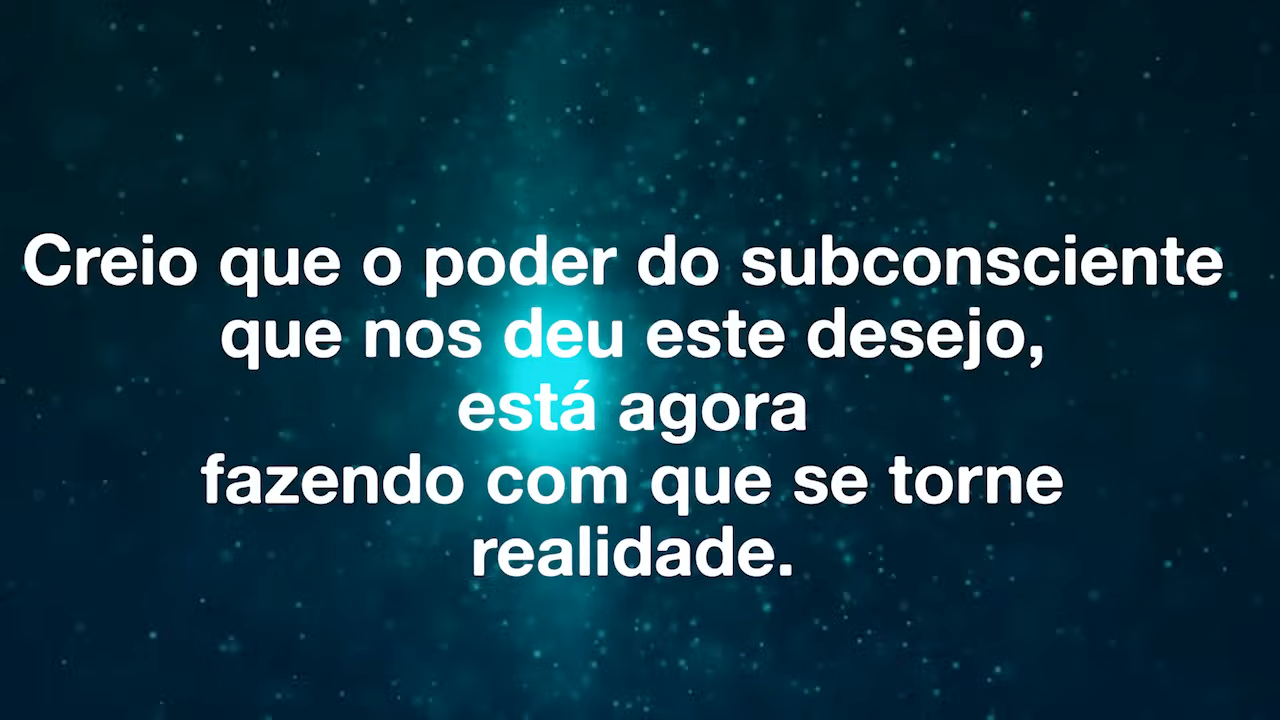 Creio que o poder do subconsciente
que nos deu este desejo,
está agora
fazendo com que se torne
realidade.